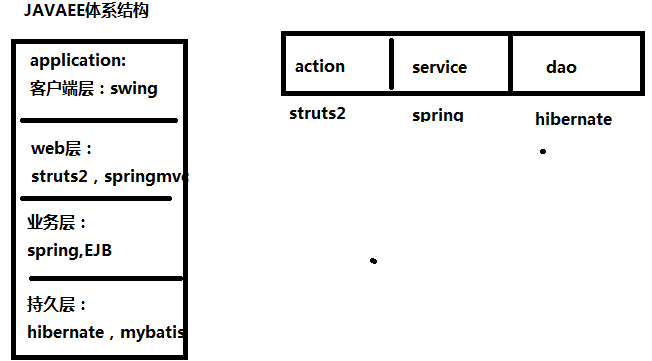 JAVAEE体系结构
application:
客户端层：swing
web层：
struts2，springmvc
业务层：
spring,EJB
持久层：
hibernate，mybatis
action
service
dao
struts2
spring
hibernate